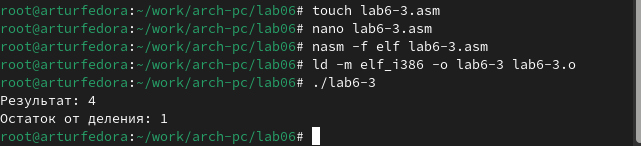 root@arturfedora:~/work/arch-pc/lab06# touch lab6-3.asm
root@arturfedora:~/work/arch-pc/lab06# nano lab6-3.asm
root@arturfedora:~/work/arch-pc/lab06# nasm -f elf lab6-3.asm
root@arturfedora:~/work/arch-pc/lab06# ld -m elf_i386 -o lab6-3 lab6-3.o
root@arturfedora:~/work/arch-pc/lab06# ./lab6-3
Результат: 4
Остаток от деления: 1
root@arturfedora:~/work/arch-pc/lab06#